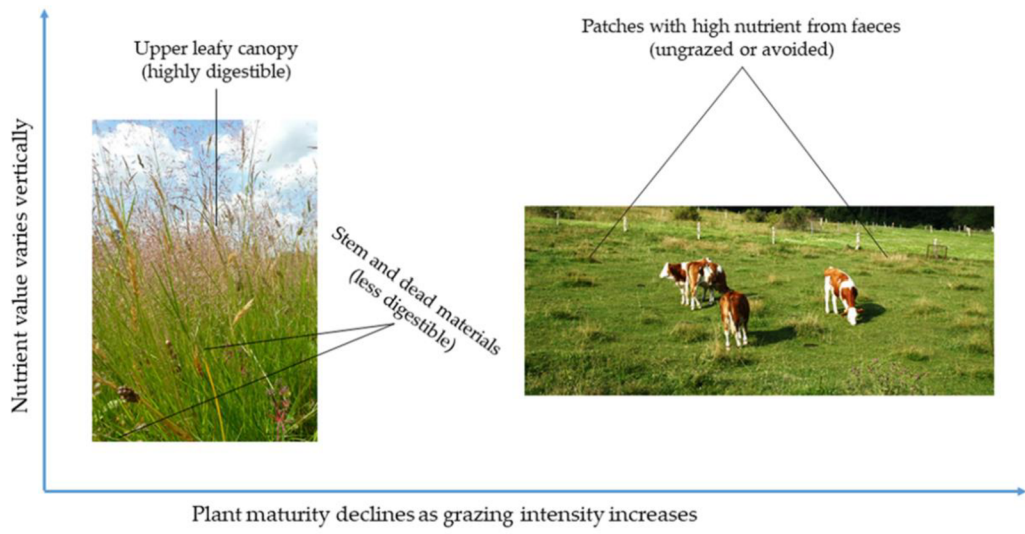 Patches with high nutrient from faeces
(ungrazed or avoided)
Upper leafy canopy
(highly digestible)
Stem and dead materials
(less digestible)
Nutrient value varies vertically
Plant maturity declines as grazing intensity increases